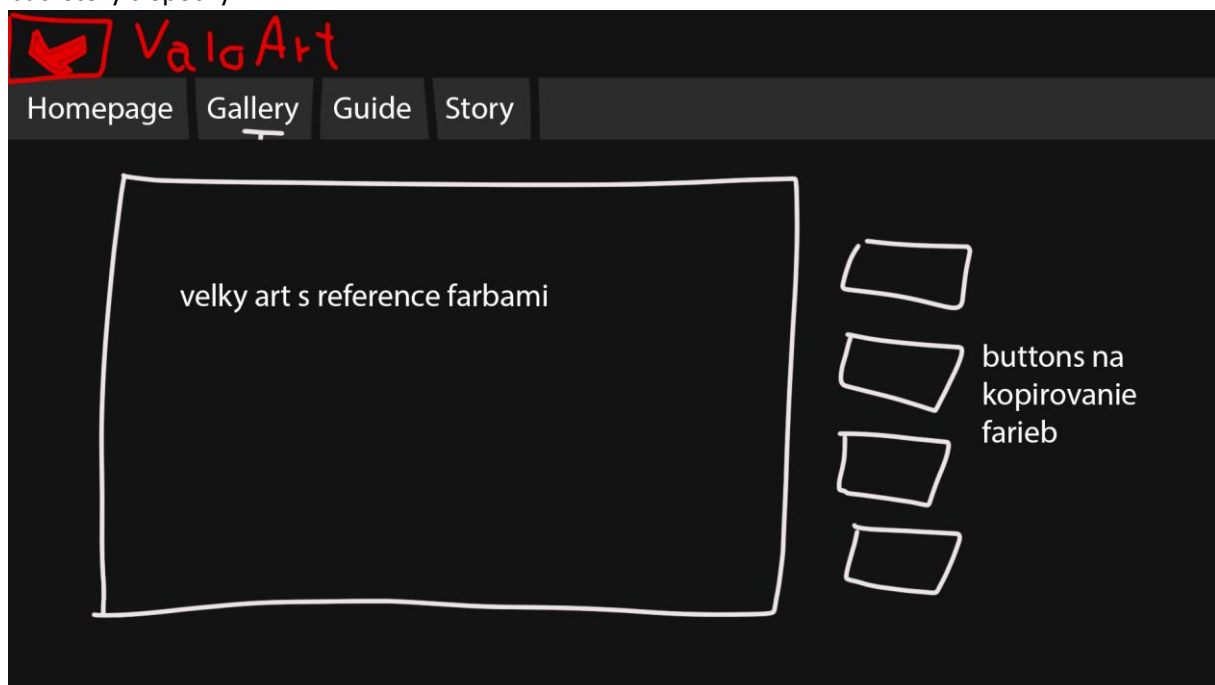 ValoArt
Homepage Gallery Guide Story
velky art s reference farbami
buttons na
kopirovanie
farieb